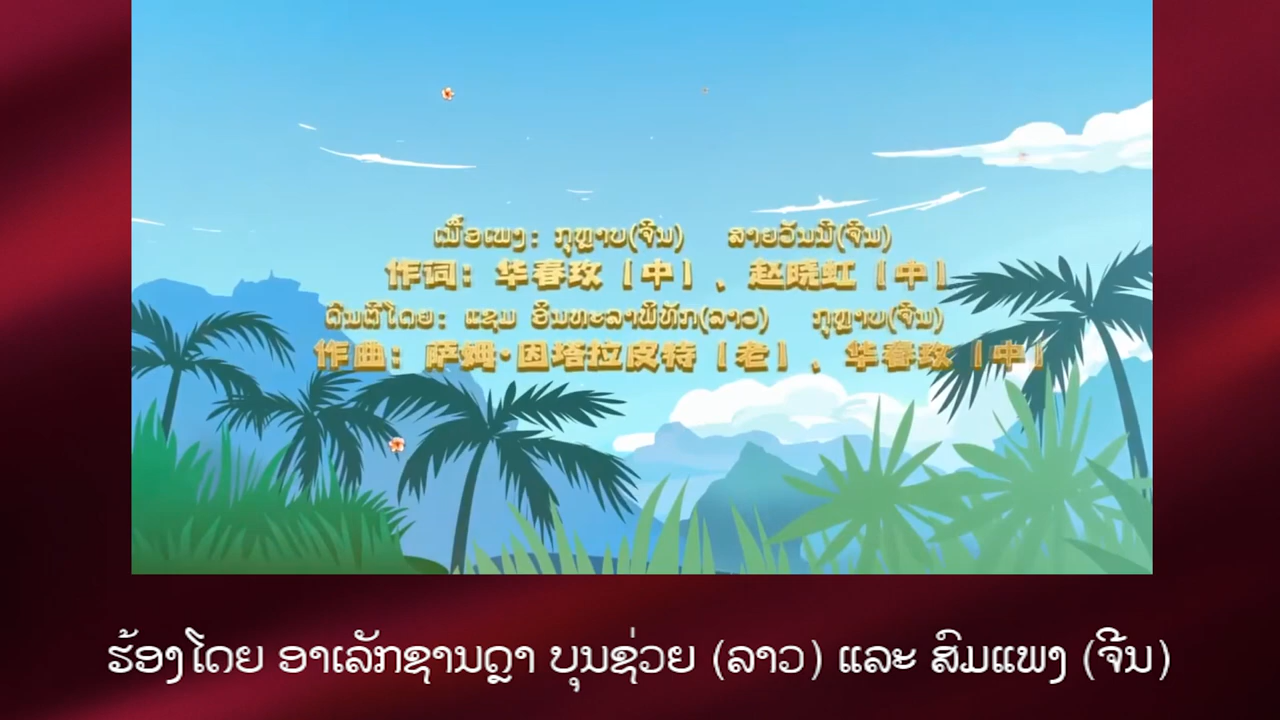 ເນື້ອເພງ: ກຸຫຼາບ(ຈີນ) ສາຍວັນນີ(ຈີນ)
作词：华春玫（中）、赵晓虹（中）
ດົນຕີໂດຍ: ແຊມ ອິນທະລາພິທັກ(ລາວ) ກຸຫຼາບ(ຈີນ)
作曲：萨姆·因塔拉皮特（老）、华春玫（中）
ຮ້ອງໂດຍ ອາເລັກຊານດຼາ ບຸນຊ່ວຍ (ລາວ) ແລະ ສົມແພງ (ຈີນ)